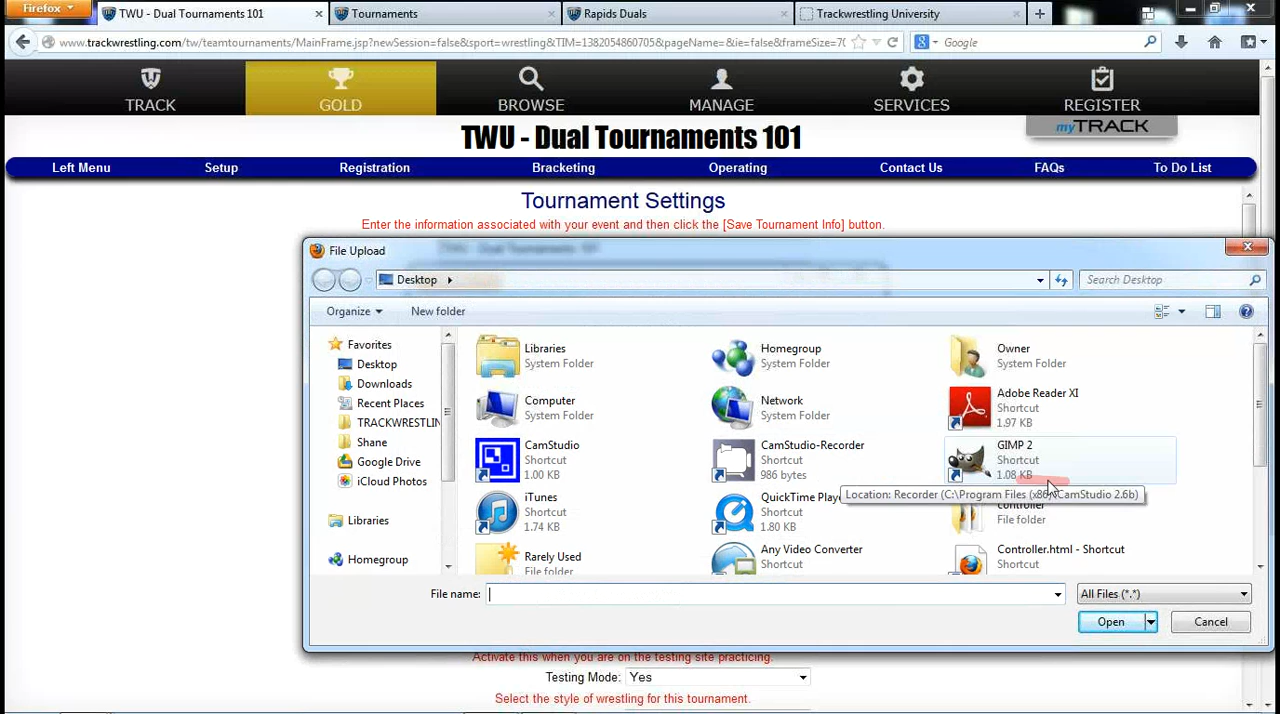 Firefox
TWU - Dual Tournaments 101
Tournaments
Rapids Duals
Trackwrestling University
www.trackwrestling.com/tw/teamtournaments/MainFrame.jsp?newSession=false&sport=wrestling&TIM=1382054860705&pageName=&ie=false&frameSize=70
Google
TRACK
GOLD
BROWSE
MANAGE
SERVICES
REGISTER
myTRACK
TWU - Dual Tournaments 101
Left Menu Setup Registration Bracketing Operating Contact Us FAQs To Do List
Tournament Settings
Enter the information associated with your event and then click the [Save Tournament Info] button.
File Upload
TWU - Dual Tournaments 101
Desktop
Search Desktop
Organize
New folder
Favorites
Desktop
Downloads
Recent Places
TRACKWRESTLIN
Shane
Google Drive
iCloud Photos
Libraries
Homegroup
Libraries
System Folder
Homegroup
System Folder
Owner
System Folder
Computer
System Folder
Network
System Folder
Adobe Reader XI
Shortcut
1.97 KB
CamStudio
Shortcut
1.00 KB
CamStudio-Recorder
Shortcut
986 bytes
GIMP 2
Shortcut
1.08 KB
Location: Recorder (C:\Program Files (x86)\CamStudio 2.6b)
iTunes
Shortcut
1.74 KB
QuickTime Playe
Shortcut
1.80 KB
controller
File folder
Rarely Used
File folder
Any Video Converter
Shortcut
Controller.html - Shortcut
Shortcut
File name:
All Files (*.*)
Open
Cancel
Activate this when you are on the testing site practicing.
Testing Mode: Yes
Select the style of wrestling for this tournament.